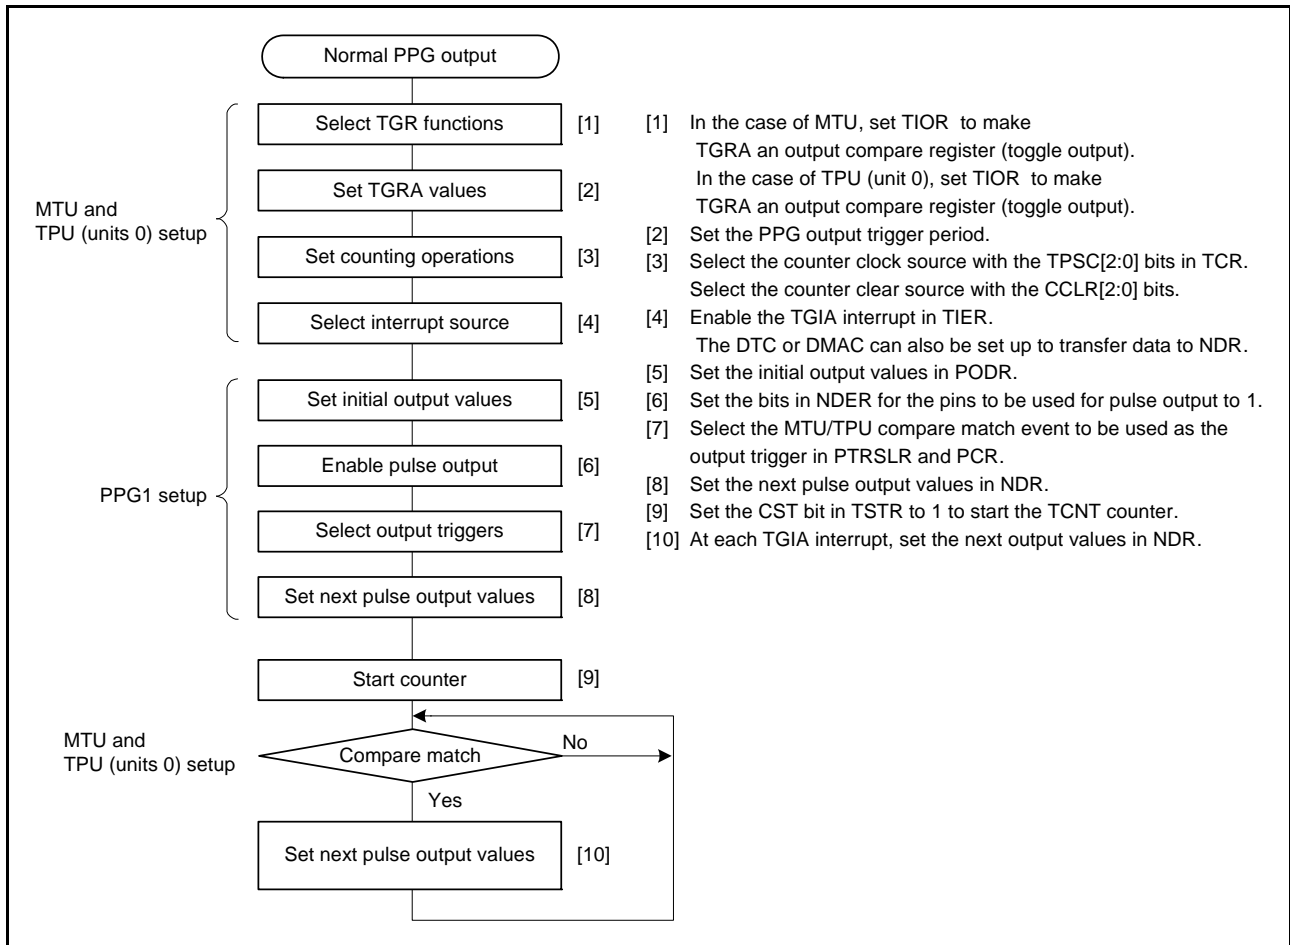 Normal PPG output
Select TGR functions [1]
Set TGRA values [2]
MTU and
TPU (units 0) setup
Set counting operations [3]
Select interrupt source [4]
Set initial output values [5]
Enable pulse output [6]
PPG1 setup
Select output triggers [7]
Set next pulse output values [8]
Start counter [9]
MTU and
TPU (units 0) setup
Compare match
No
Yes
Set next pulse output values [10]
[1] In the case of MTU, set TIOR to make
TGRA an output compare register (toggle output).
In the case of TPU (unit 0), set TIOR to make
TGRA an output compare register (toggle output).
[2] Set the PPG output trigger period.
[3] Select the counter clock source with the TPSC[2:0] bits in TCR.
Select the counter clear source with the CCLR[2:0] bits.
[4] Enable the TGIA interrupt in TIER.
The DTC or DMAC can also be set up to transfer data to NDR.
[5] Set the initial output values in PODR.
[6] Set the bits in NDER for the pins to be used for pulse output to 1.
[7] Select the MTU/TPU compare match event to be used as the
output trigger in PTRSLR and PCR.
[8] Set the next pulse output values in NDR.
[9] Set the CST bit in TSTR to 1 to start the TCNT counter.
[10] At each TGIA interrupt, set the next output values in NDR.